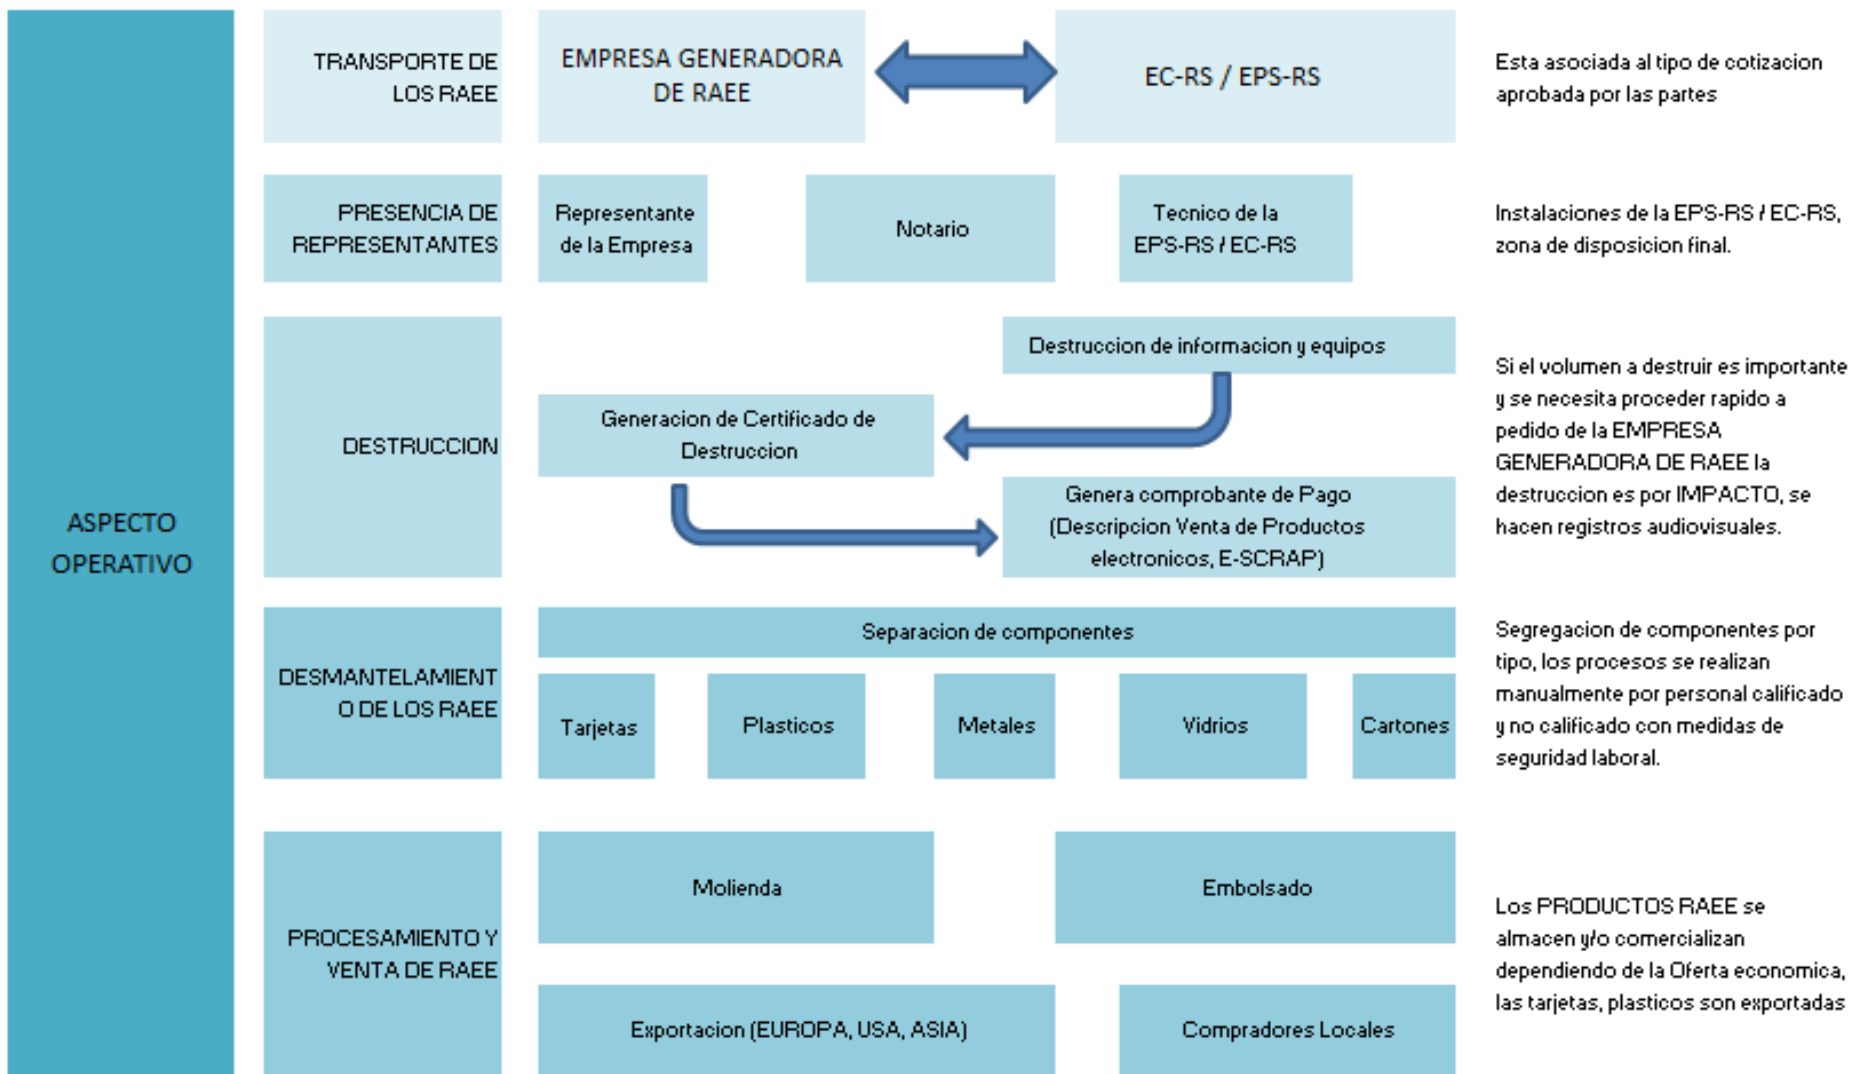 ASPECTO
OPERATIVO
TRANSPORTE DE
LOS RAEE
EMPRESA GENERADORA
DE RAEE
EC-RS / EPS-RS
Esta asociada al tipo de cotizacion
aprobada por las partes
PRESENCIA DE
REPRESENTANTES
Representante
de la Empresa
Notario
Tecnico de la
EPS-RS / EC-RS
Instalaciones de la EPS-RS / EC-RS,
zona de disposicion final.
DESTRUCCION
Destruccion de informacion y equipos
Generacion de Certificado de
Destruccion
Genera comprobante de Pago
(Descripcion Venta de Productos
electronicos, E-SCRAP)
Si el volumen a destruir es importante
y se necesita proceder rapido a
pedido de la EMPRESA
GENERADORA DE RAEE la
destruccion es por IMPACTO, se
hacen registros audiovisuales.
DESMANTELAMIENT
O DE LOS RAEE
Separacion de componentes
Tarjetas
Plasticos
Metales
Vidrios
Cartones
Segregacion de componentes por
tipo, los procesos se realizan
manualmente por personal calificado
y no calificado con medidas de
seguridad laboral.
PROCESAMIENTO Y
VENTA DE RAEE
Molienda
Embolsado
Exportacion (EUROPA, USA, ASIA)
Compradores Locales
Los PRODUCTOS RAEE se
almacen y/o comercializan
dependiendo de la Oferta economica,
las tarjetas, plasticos son exportadas